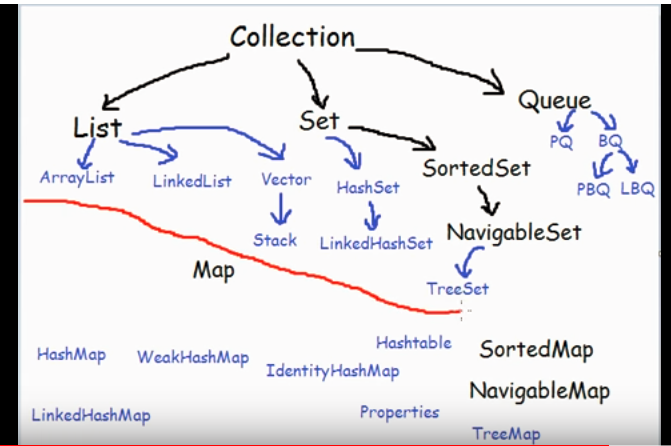 Collection
List
Set
Queue
PQ
BQ
PBQ
LBQ
ArrayList
LinkedList
Vector
HashSet
SortedSet
Stack
LinkedHashSet
NavigableSet
TreeSet
Map
HashMap
WeakHashMap
IdentityHashMap
Hashtable
SortedMap
NavigableMap
LinkedHashMap
Properties
TreeMap